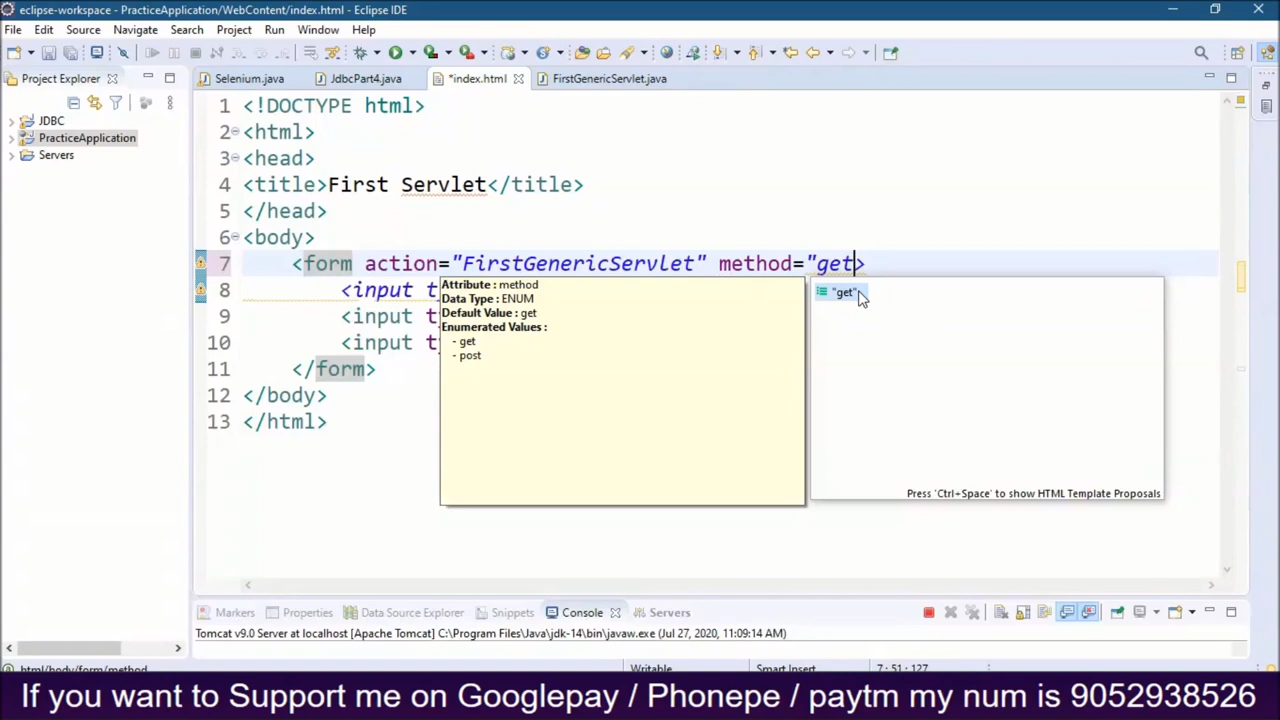 eclipse-workspace - PracticeApplication/WebContent/index.html - Eclipse IDE
File Edit Source Navigate Search Project Run Window Help
Project Explorer
Selenium.java JdbcPart4.java *index.html FirstGenericServlet.java
JDBC
PracticeApplication
Servers
1 <!DOCTYPE html>
2 <html>
3 <head>
4 <title>First Servlet</title>
5 </head>
6 <body>
7 <form action="FirstGenericServlet" method="get>
8 <input t
9 <input t
10 <input ty
11 </form>
12 </body>
13 </html>
Attribute : method
Data Type : ENUM
Default Value : get
Enumerated Values :
- get
- post
"get"
Press 'Ctrl+Space' to show HTML Template Proposals
Markers Properties Data Source Explorer Snippets Console Servers
Tomcat v9.0 Server at localhost [Apache Tomcat] C:\Program Files\Java\jdk-14\bin\javaw.exe (Jul 27, 2020, 11:09:14 AM)
html/body/form/method Writable Smart Insert 7 : 51 : 127
If you want to Support me on Googlepay / Phonepe / paytm my num is 9052938526